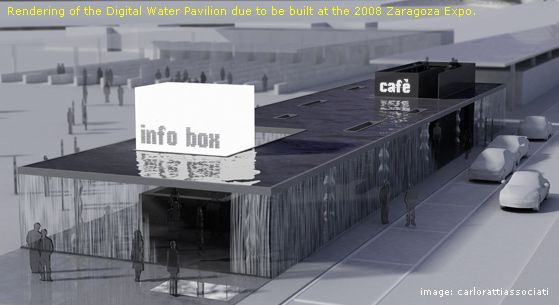 Rendering of the Digital Water Pavilion due to be built at the 2008 Zaragoza Expo.
cafè
info box
image: carlorattiassociati